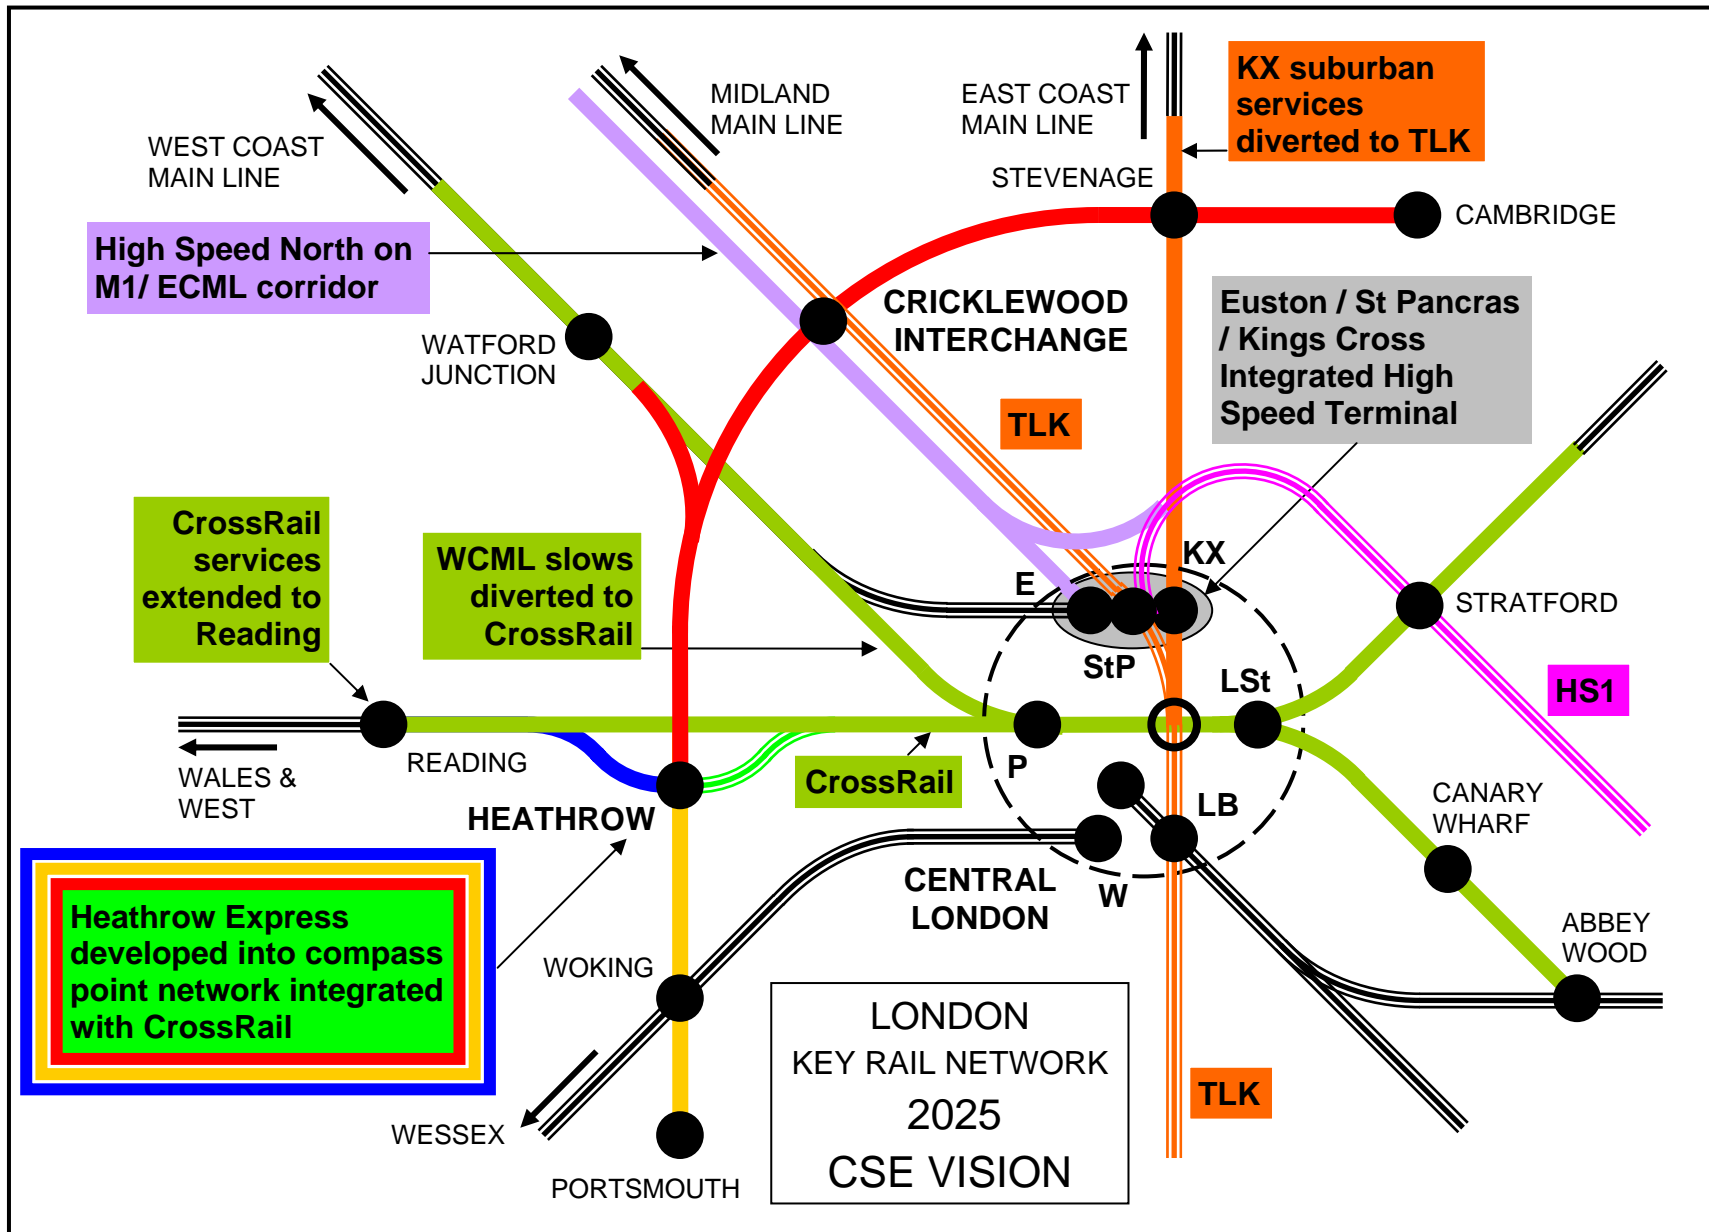 WEST COAST
MAIN LINE
MIDLAND
MAIN LINE
EAST COAST
MAIN LINE
KX suburban
services
diverted to TLK
STEVENAGE
CAMBRIDGE
High Speed North on
M1/ ECML corridor
CRICKLEWOOD
INTERCHANGE
Euston / St Pancras
/ Kings Cross
Integrated High
Speed Terminal
WATFORD
JUNCTION
TLK
CrossRail
services
extended to
Reading
WCML slows
diverted to
CrossRail
E
KX
StP
STRATFORD
LSt
HS1
READING
WALES &
WEST
P
CrossRail
HEATHROW
LB
CANARY
WHARF
CENTRAL
LONDON
W
Heathrow Express
developed into compass
point network integrated
with CrossRail
WOKING
ABBEY
WOOD
WESSEX
PORTSMOUTH
LONDON
KEY RAIL NETWORK
2025
CSE VISION
TLK